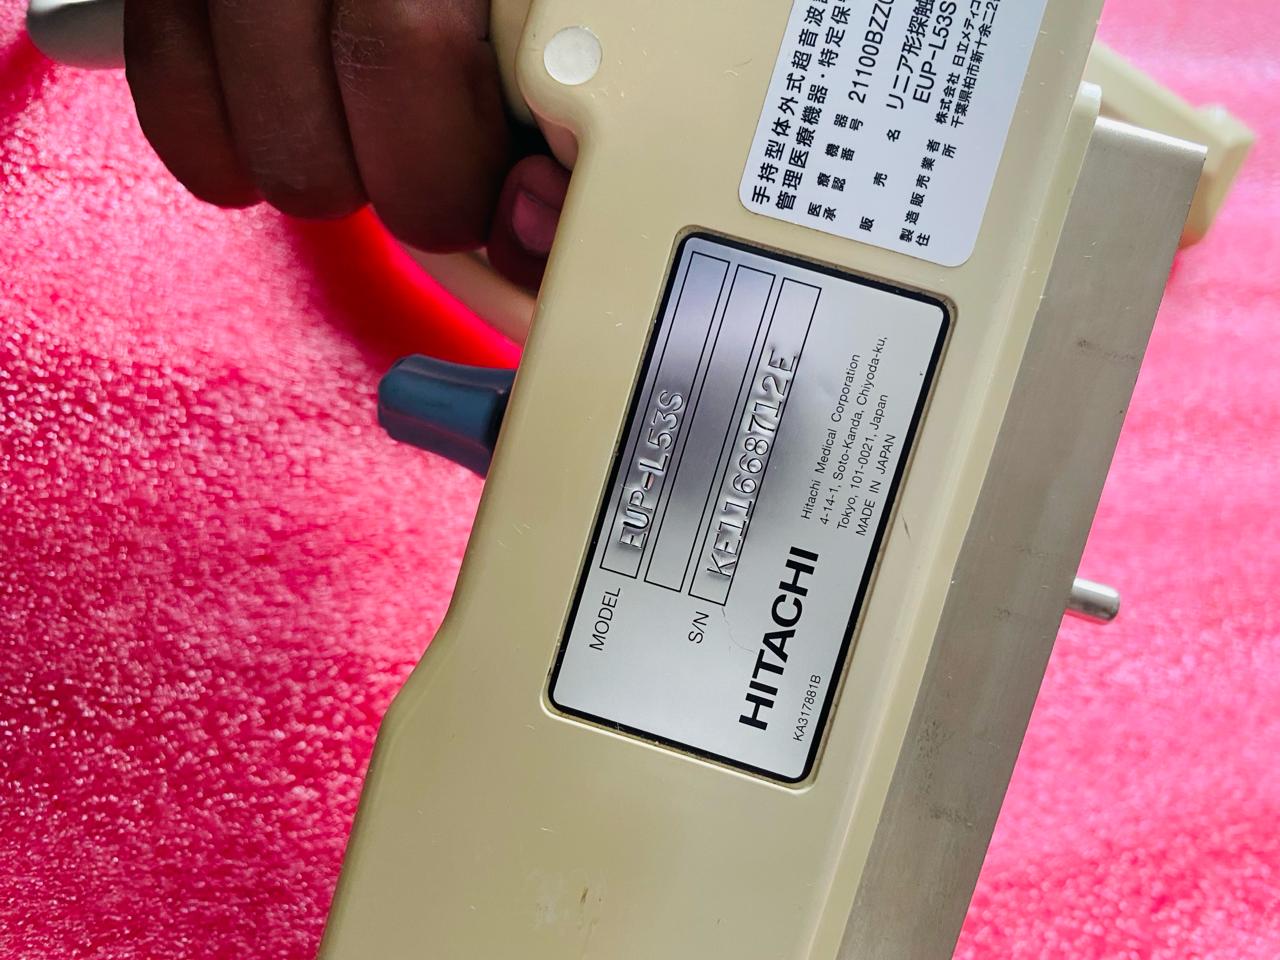 手持型体外式超音波
管理医療機器・特定保
医療機器
承認番号 21100BZZ0
販売名 リニア形探触
EUP-L53S
製造販売業者 株式会社 日立メディコ
住所 千葉県柏市新十余二2
MODEL EUP-L53S
S/N KE11668712E
HITACHI
Hitachi Medical Corporation
4-14-1, Soto-Kanda, Chiyoda-ku,
Tokyo, 101-0021, Japan
MADE IN JAPAN
KA317881B